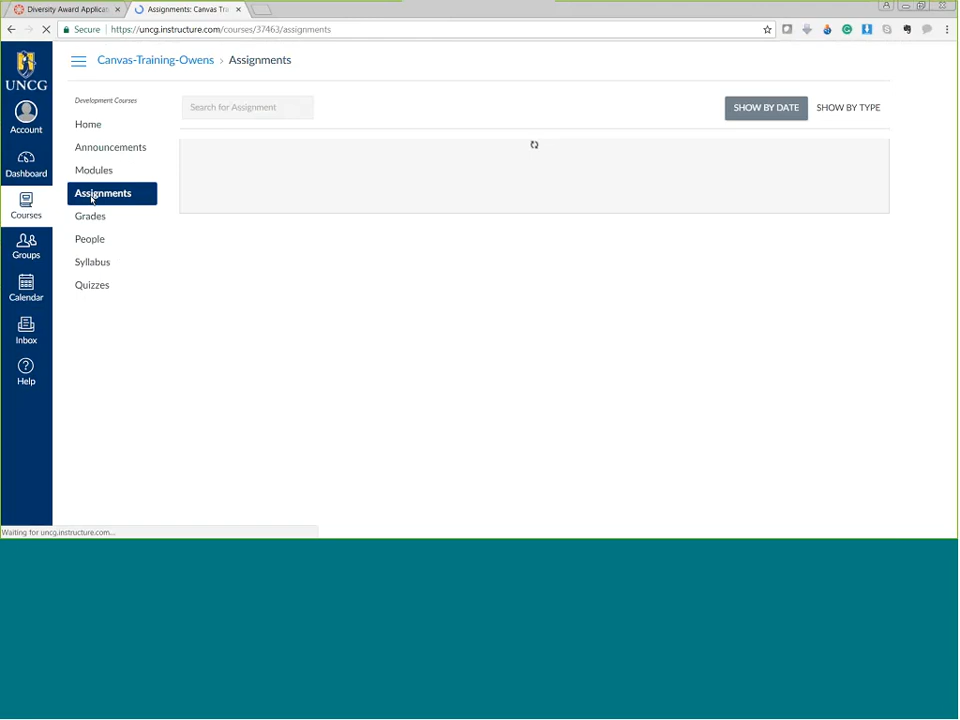 Diversity Award Applicat
Assignments: Canvas Tra
Secure
https://uncg.instructure.com/courses/37463/assignments
UNCG
Account
Dashboard
Courses
Groups
Calendar
Inbox
Help
Canvas-Training-Owens › Assignments
Development Courses
Home
Announcements
Modules
Assignments
Grades
People
Syllabus
Quizzes
Search for Assignment
SHOW BY DATE
SHOW BY TYPE
Waiting for uncg.instructure.com...